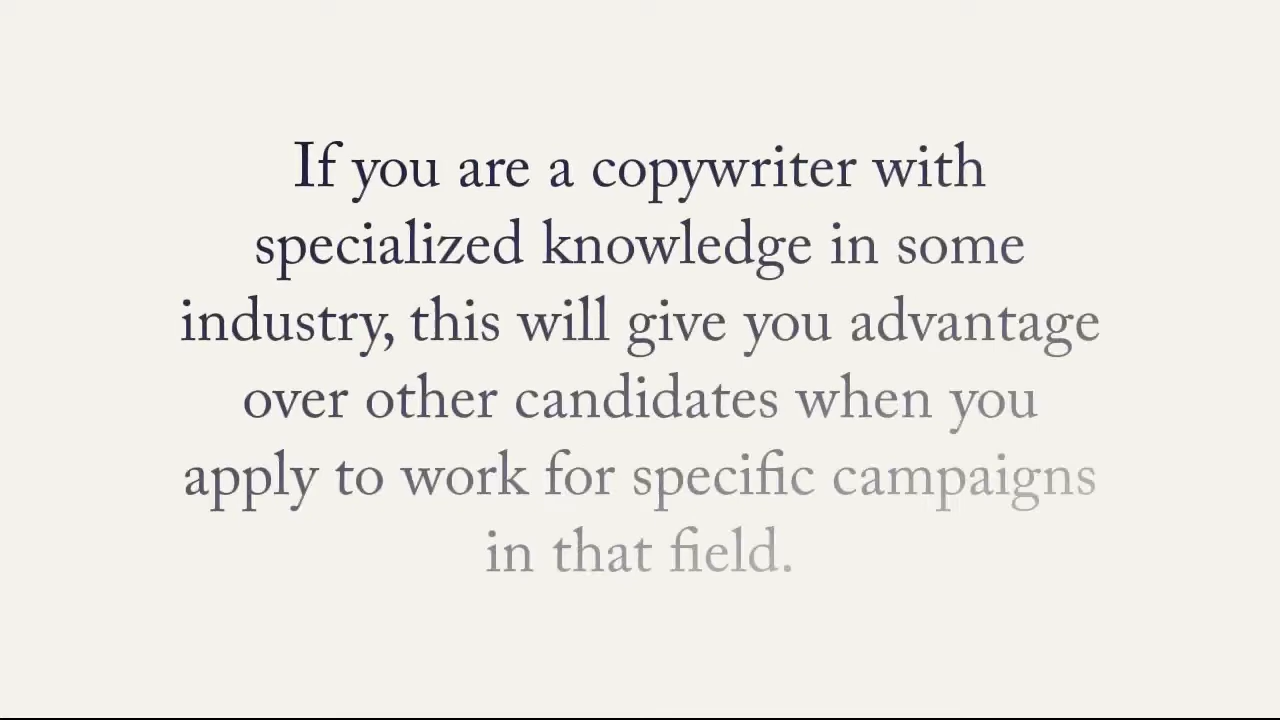 If you are a copywriter with
specialized knowledge in some
industry, this will give you advantage
over other candidates when you
apply to work for specific campaigns
in that field.